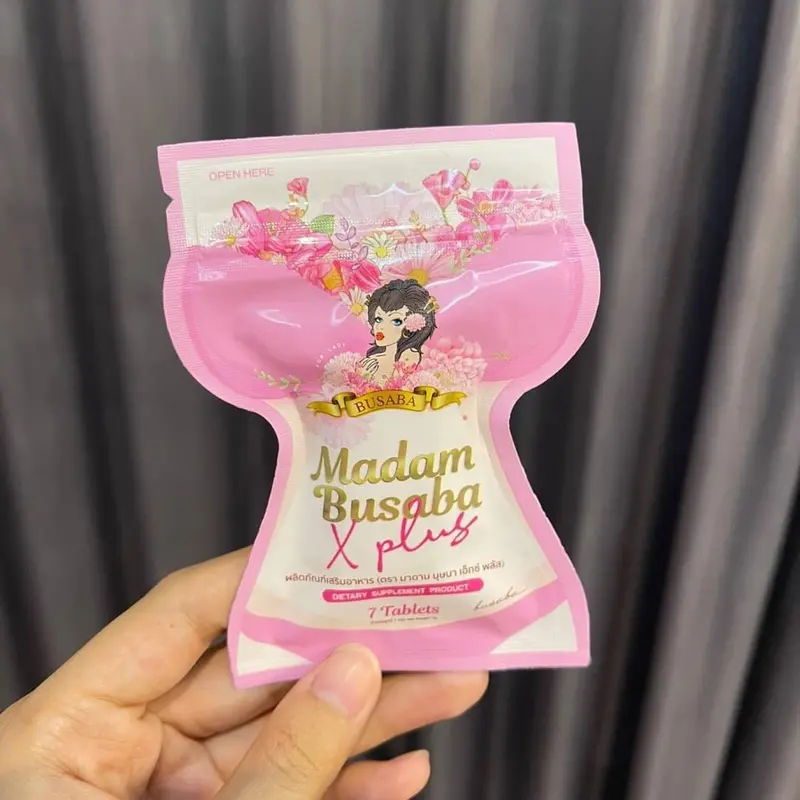 OPEN HERE
BUSABA
Madam
Busaba
X plus
ผลิตภัณฑ์เสริมอาหาร (ตรา มาดาม บุษบา เอ็กซ์ พลัส)
DIETARY SUPPLEMENT PRODUCT
7 Tablets
busaba